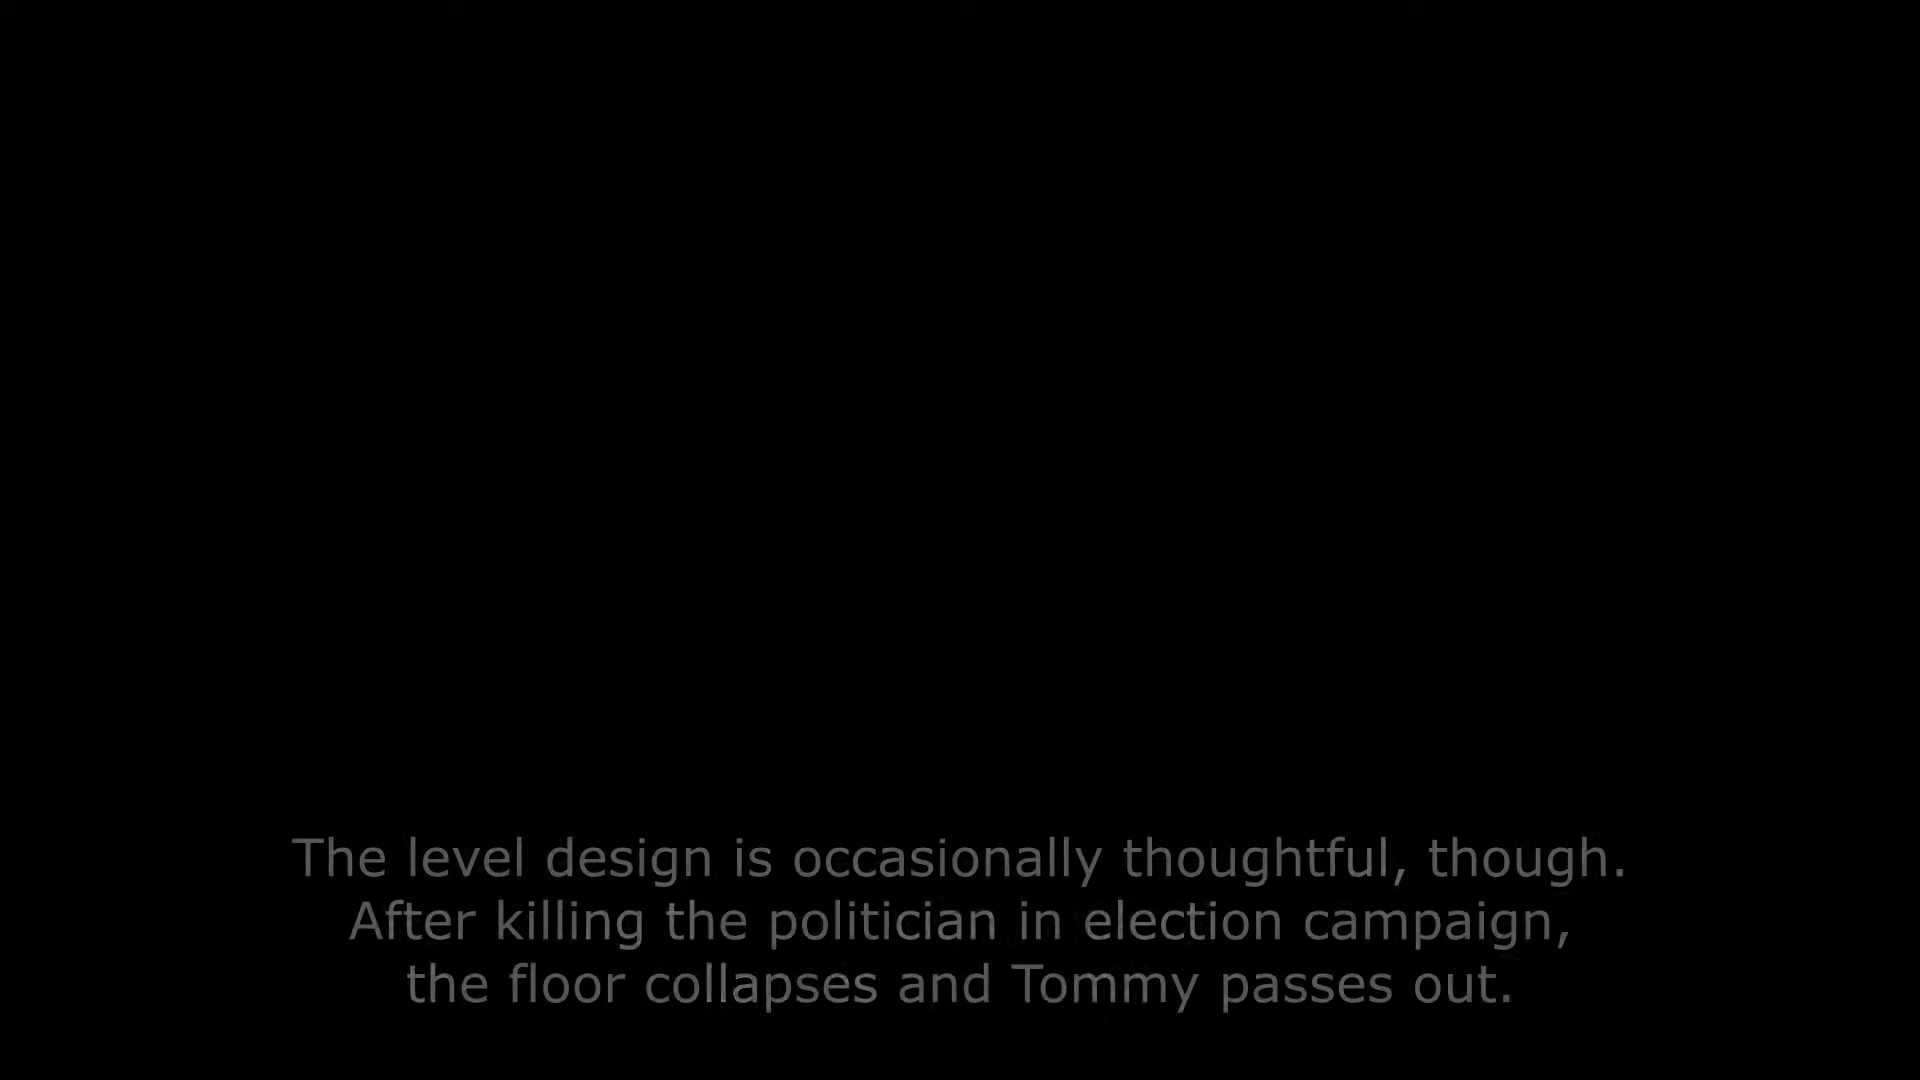 The level design is occasionally thoughtful, though.
After killing the politician in election campaign,
the floor collapses and Tommy passes out.